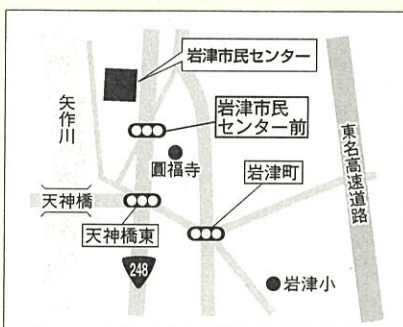 岩津市民センター
矢作川
岩津市民
センター前
圓福寺
東名高速道路
岩津町
天神橋
天神橋東
248
岩津小